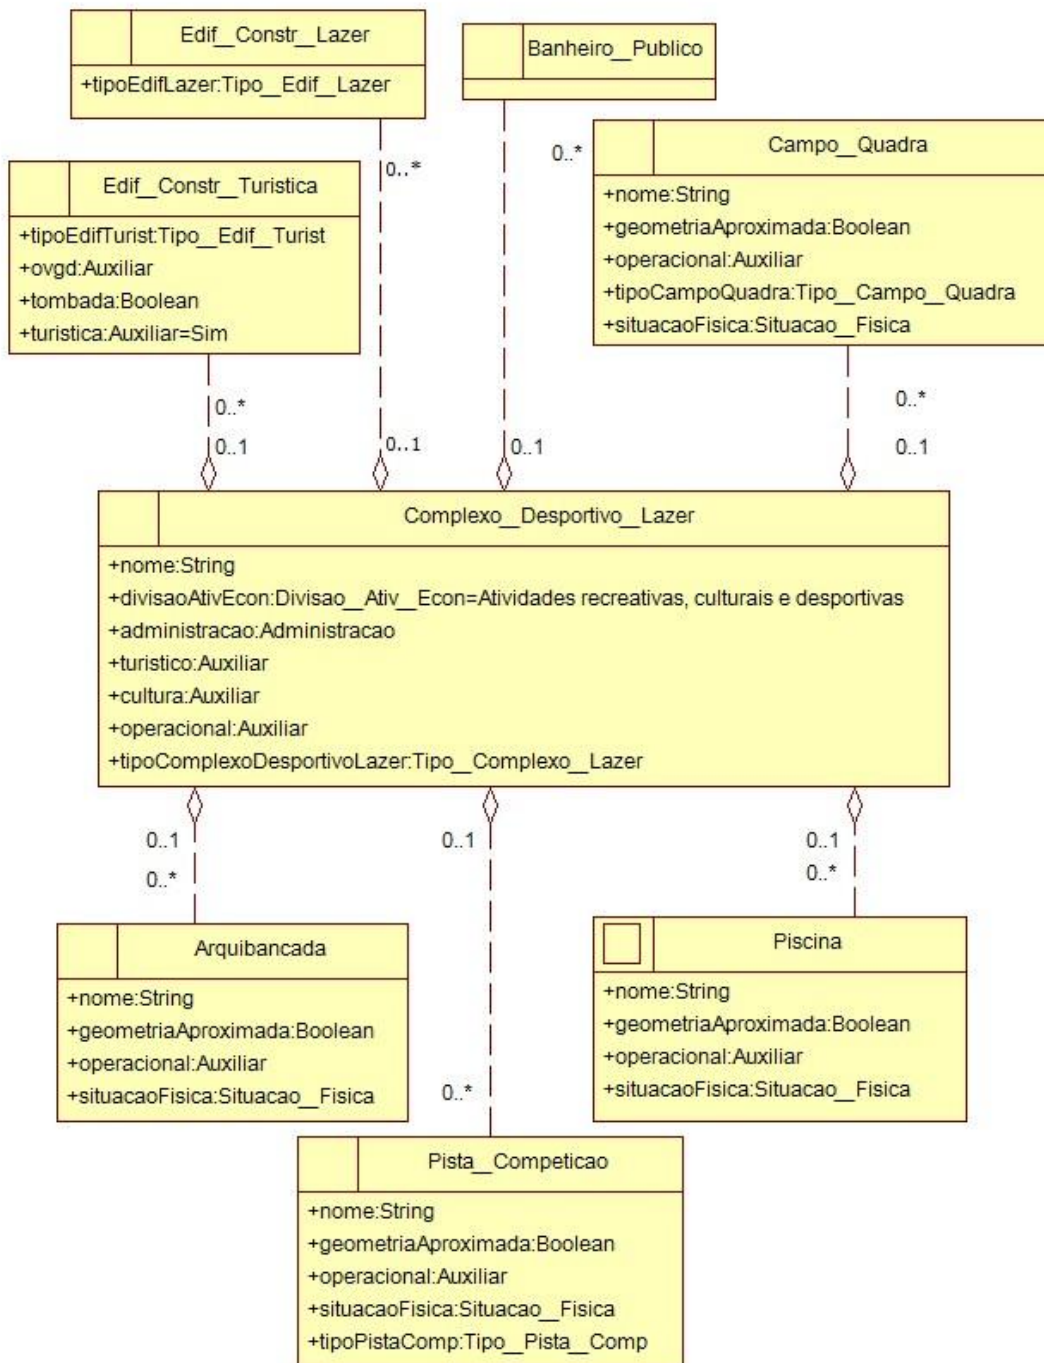 Edif__Constr__Lazer
+tipoEdifLazer:Tipo__Edif__Lazer
Banheiro__Publico
Edif__Constr__Turistica
+tipoEdifTurist:Tipo__Edif__Turist
+ovgd:Auxiliar
+tombada:Boolean
+turistica:Auxiliar=Sim
Campo__Quadra
+nome:String
+geometriaAproximada:Boolean
+operacional:Auxiliar
+tipoCampoQuadra:Tipo__Campo__Quadra
+situacaoFisica:Situacao__Fisica
0..*
0..*
0..*
0..*
0..1
0..1
0..1
0..1
Complexo__Desportivo__Lazer
+nome:String
+divisaoAtivEcon:Divisao__Ativ__Econ=Atividades recreativas, culturais e desportivas
+administracao:Administracao
+turistico:Auxiliar
+cultura:Auxiliar
+operacional:Auxiliar
+tipoComplexoDesportivoLazer:Tipo__Complexo__Lazer
0..1
0..1
0..1
0..*
0..*
Arquibancada
+nome:String
+geometriaAproximada:Boolean
+operacional:Auxiliar
+situacaoFisica:Situacao__Fisica
Piscina
+nome:String
+geometriaAproximada:Boolean
+operacional:Auxiliar
+situacaoFisica:Situacao__Fisica
0..*
Pista__Competicao
+nome:String
+geometriaAproximada:Boolean
+operacional:Auxiliar
+situacaoFisica:Situacao__Fisica
+tipoPistaComp:Tipo__Pista__Comp